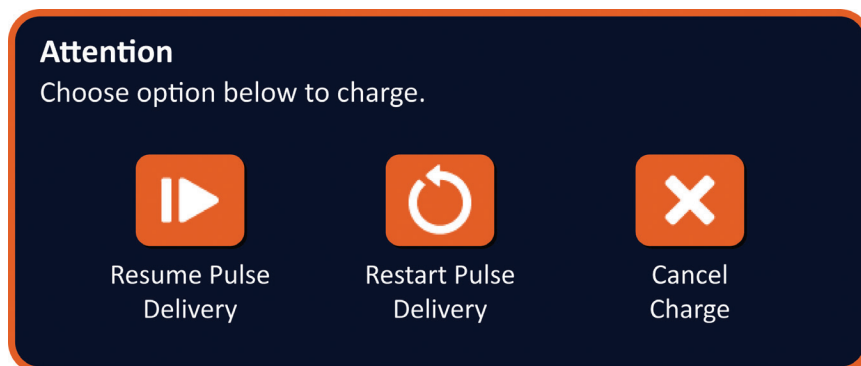 Attention
Choose option below to charge.
Resume Pulse
Delivery
Restart Pulse
Delivery
Cancel
Charge